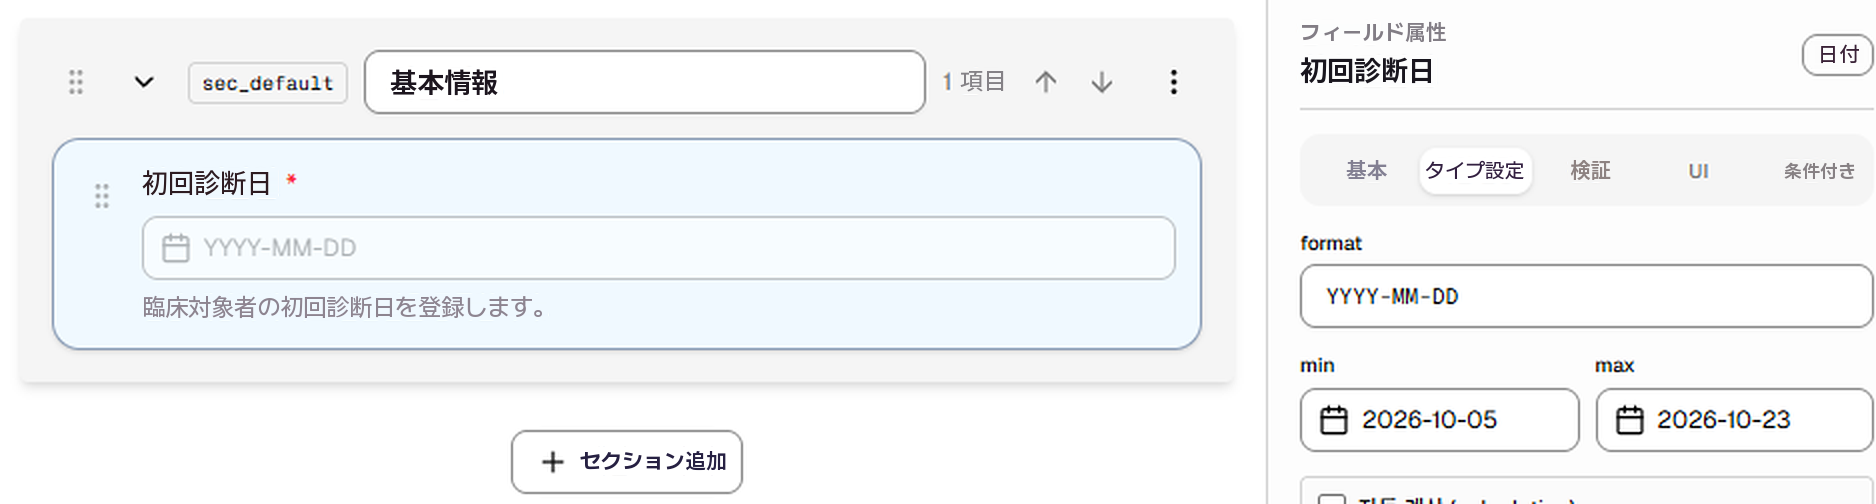 sec_default
基本情報
1 項目
初回診断日 *
YYYY-MM-DD
臨床対象者の初回診断日を登録します。
セクション追加
フィールド属性
初回診断日
日付
基本 タイプ設定 検証 UI 条件付き
format
YYYY-MM-DD
min max
2026-10-05 2026-10-23